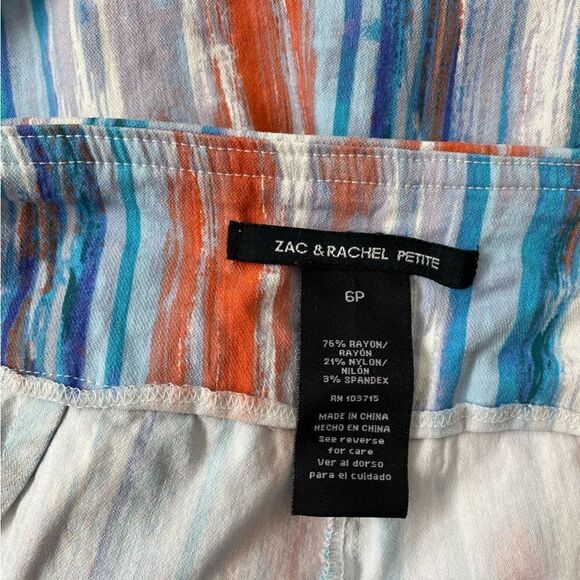 ZAC & RACHEL PETITE
6P
76% RAYON/
RAYÓN
21% NYLON/
NILÓN
3% SPANDEX
RN 103715
MADE IN CHINA
HECHO EN CHINA
See reverse
for care
Ver al dorso
para el cuidado